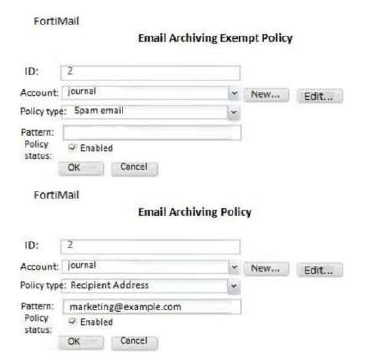 FortiMail
Email Archiving Exempt Policy
ID: 2
Account: journal New... Edit...
Policy type: Spam email
Pattern:
Policy status: Enabled
OK Cancel
FortiMail
Email Archiving Policy
ID: 2
Account: journal New... Edit...
Policy type: Recipient Address
Pattern: marketing@example.com
Policy status: Enabled
OK Cancel